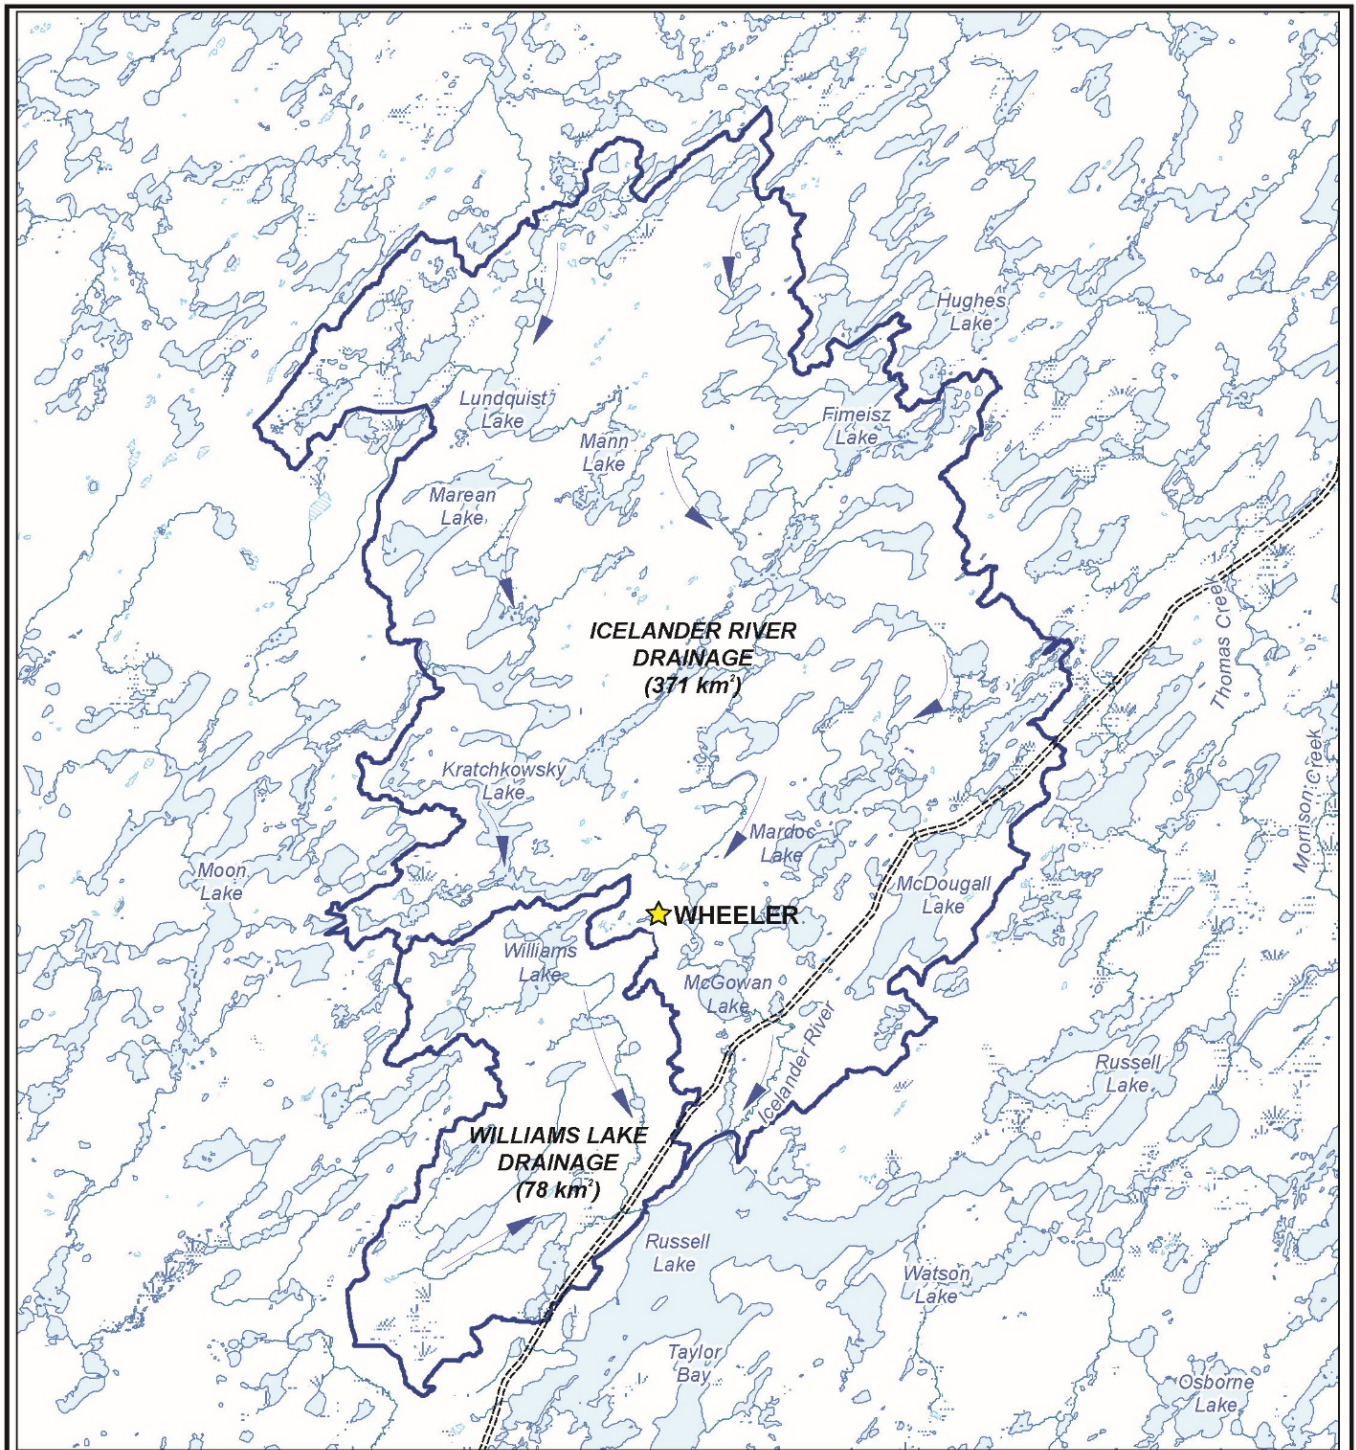 Hughes
Lake
Lundquist
Lake
Fimeisz
Lake
Mann
Lake
Marean
Lake
Thomas Creek
ICELANDER RIVER
DRAINAGE
(371 km²)
Morrison Creek
Kratchkowsky
Lake
Mardoc
Lake
Moon
Lake
McDougall
Lake
WHEELER
Williams
Lake
McGowan
Lake
Icelander River
Russell
Lake
WILLIAMS LAKE
DRAINAGE
(78 km²)
Russell
Lake
Watson
Lake
Taylor
Bay
Osborne
Lake